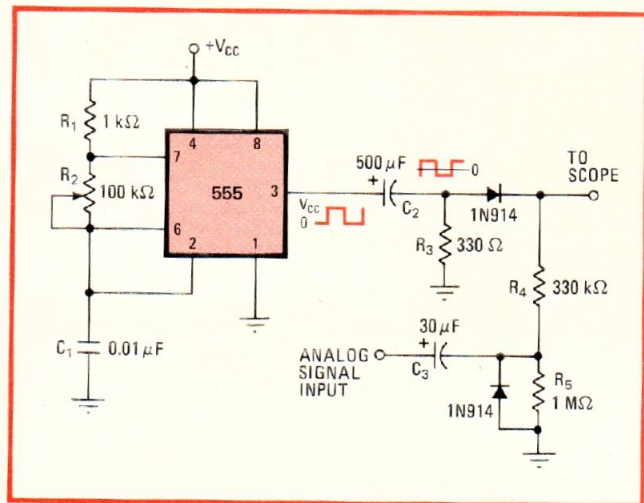 +VCC
R1
1 kΩ
4
8
7
R2
100 kΩ
555
3
6
2
1
VCC
0
500 μF
+
C2
0
TO
SCOPE
1N914
R3
330 Ω
R4
330 kΩ
C1
0.01 μF
30 μF
+
ANALOG
SIGNAL
INPUT
C3
1N914
R5
1 MΩ